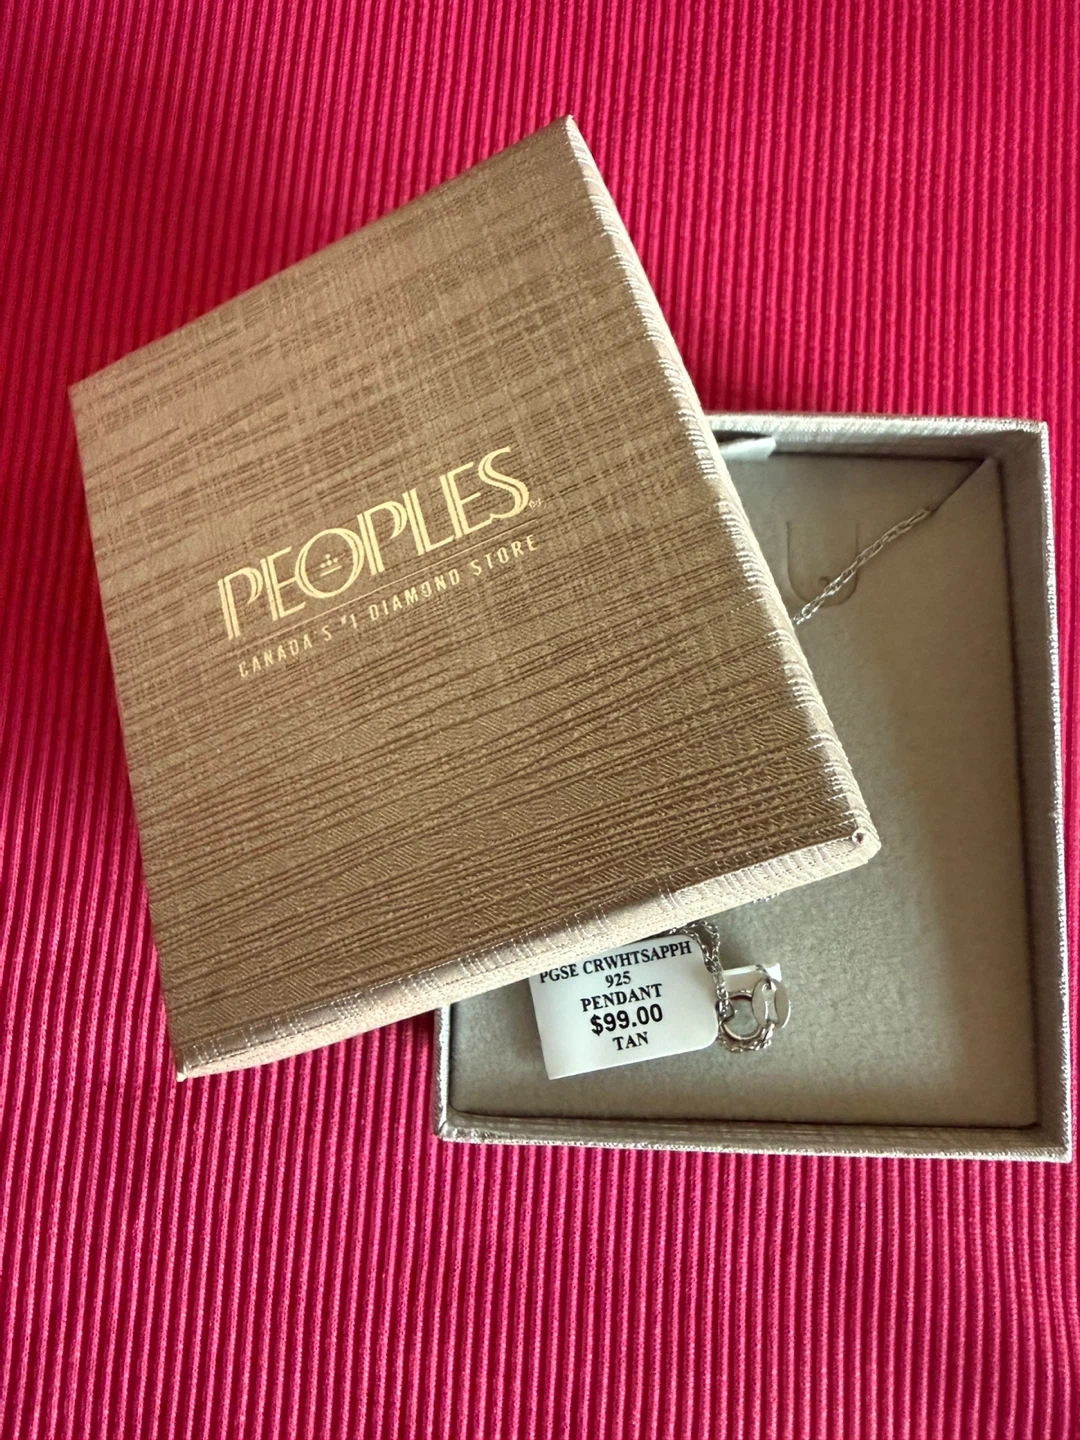 PEOPLES
CANADA'S #1 DIAMOND STORE
PGSE CRWHTSAPPH
925
PENDANT
$99.00
TAN